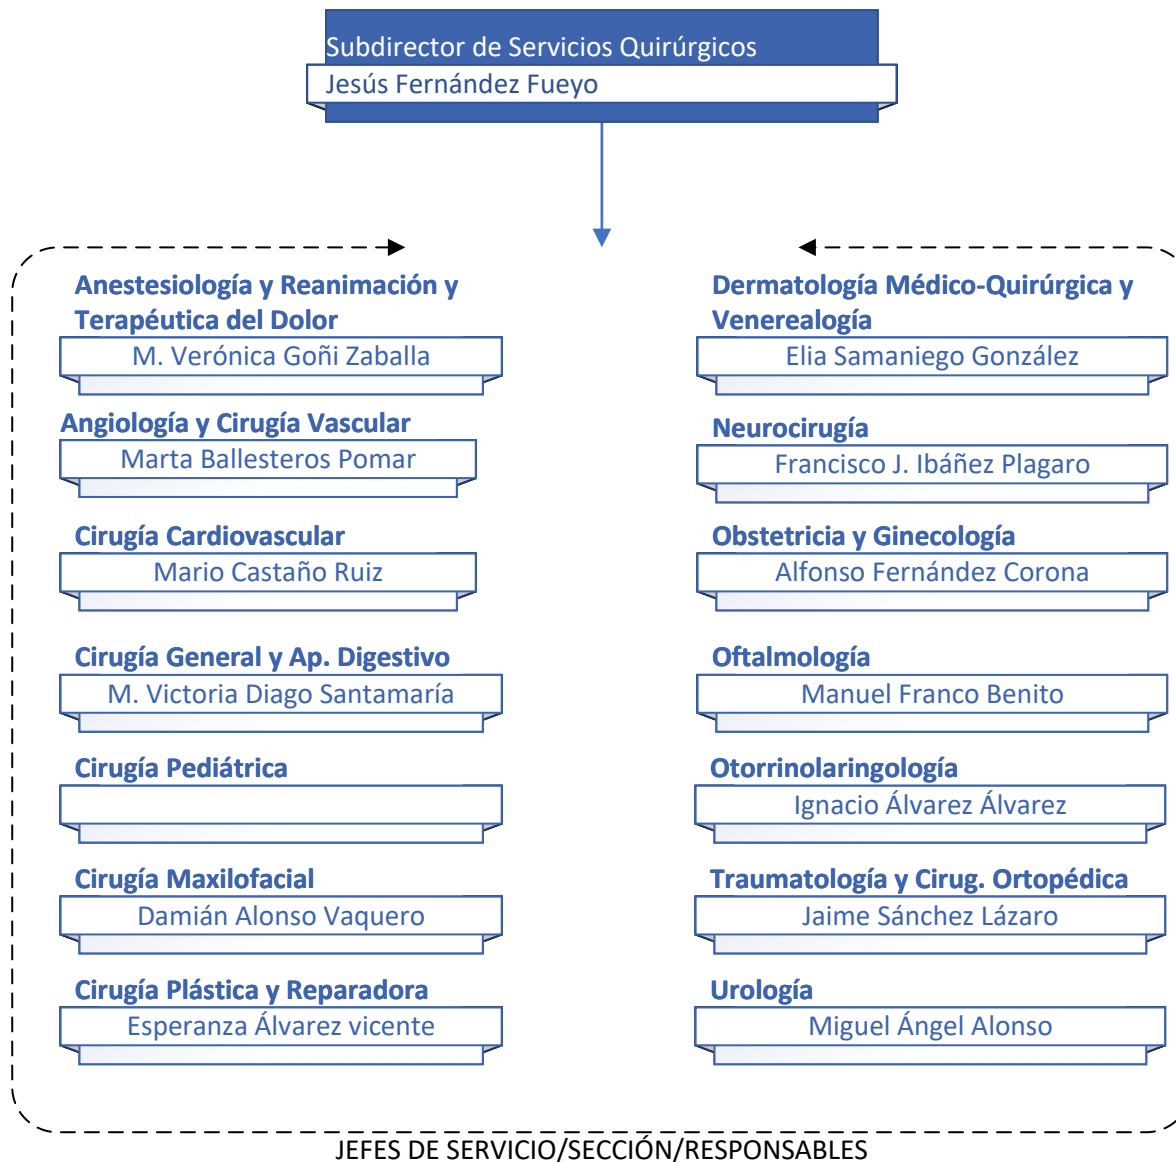 Subdirector de Servicios Quirúrgicos
Jesús Fernández Fueyo
Anestesiología y Reanimación y
Terapéutica del Dolor
M. Verónica Goñi Zaballa
Angiología y Cirugía Vascular
Marta Ballesteros Pomar
Cirugía Cardiovascular
Mario Castaño Ruiz
Cirugía General y Ap. Digestivo
M. Victoria Diago Santamaría
Cirugía Pediátrica
Cirugía Maxilofacial
Damián Alonso Vaquero
Cirugía Plástica y Reparadora
Esperanza Álvarez vicente
Dermatología Médico-Quirúrgica y
Venerealogía
Elia Samaniego González
Neurocirugía
Francisco J. Ibáñez Plagaro
Obstetricia y Ginecología
Alfonso Fernández Corona
Oftalmología
Manuel Franco Benito
Otorrinolaringología
Ignacio Álvarez Álvarez
Traumatología y Cirug. Ortopédica
Jaime Sánchez Lázaro
Urología
Miguel Ángel Alonso
JEFES DE SERVICIO/SECCIÓN/RESPONSABLES